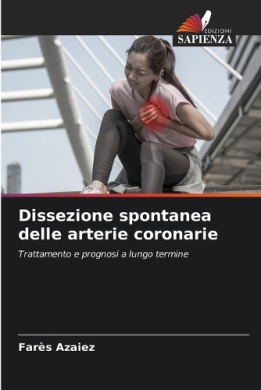 EDIZIONI
SAPIENZA
Dissezione spontanea
delle arterie coronarie
Trattamento e prognosi a lungo termine
Farès Azaiez